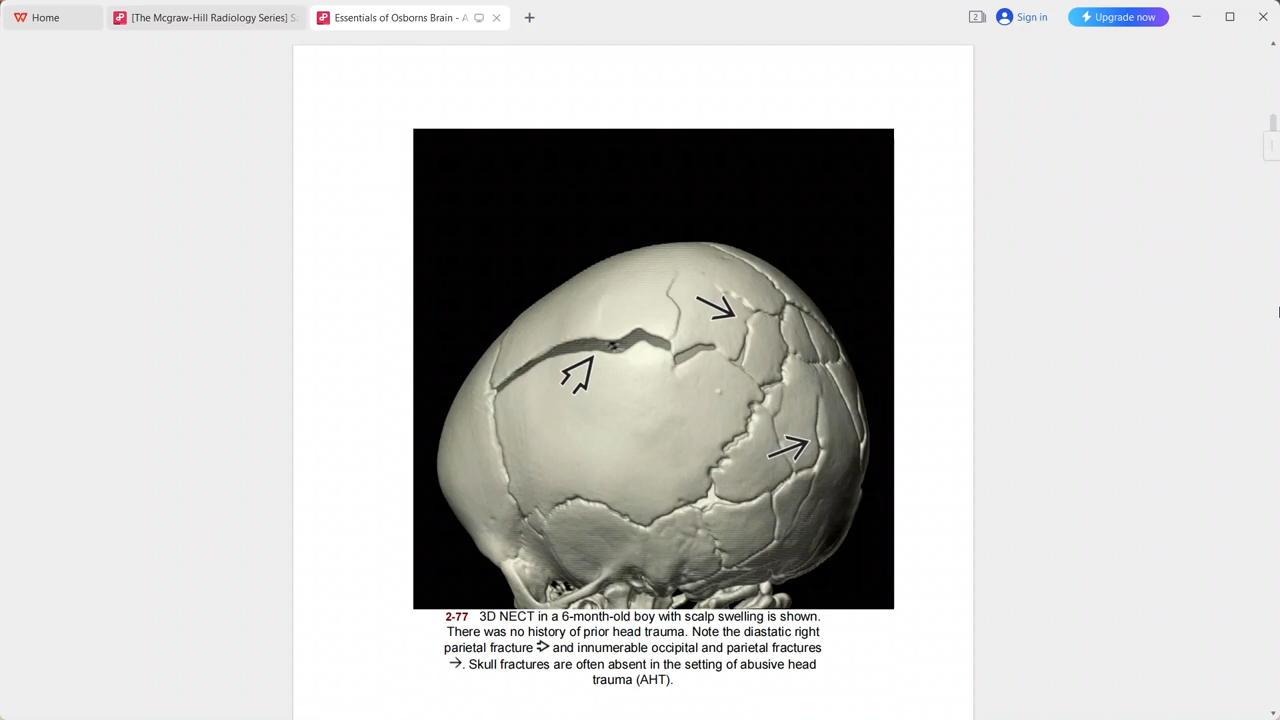 Home
[The Mcgraw-Hill Radiology Series] S
Essentials of Osborns Brain - A
2
Sign in
Upgrade now
2-77 3D NECT in a 6-month-old boy with scalp swelling is shown.
There was no history of prior head trauma. Note the diastatic right
parietal fracture and innumerable occipital and parietal fractures
. Skull fractures are often absent in the setting of abusive head
trauma (AHT).